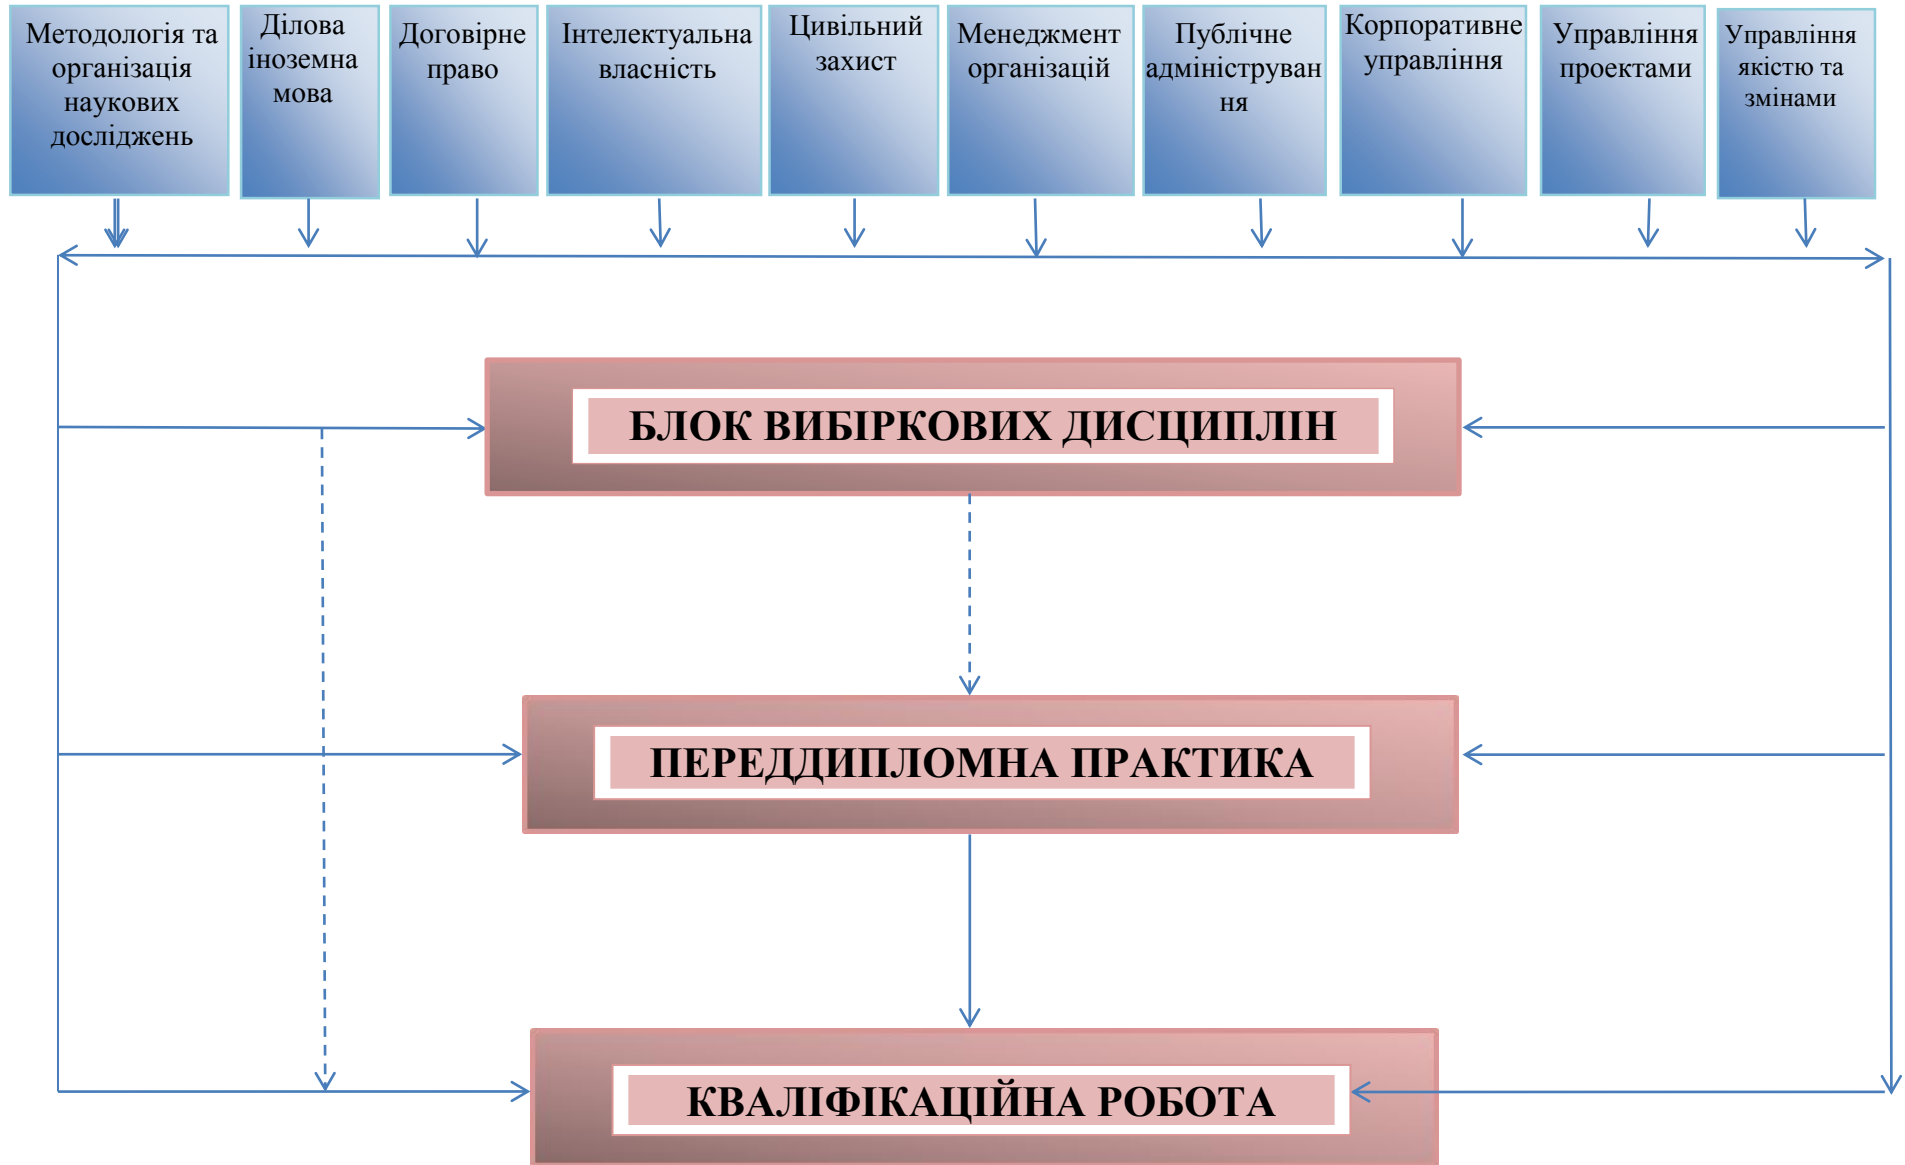 Методологія та
організація
наукових
досліджень
Ділова
іноземна
мова
Договірне
право
Інтелектуальна
власність
Цивільний
захист
Менеджмент
організацій
Публічне
адмініструван
ня
Корпоративне
управління
Управління
проектами
Управління
якістю та
змінами
БЛОК ВИБІРКОВИХ ДИСЦИПЛІН
ПЕРЕДДИПЛОМНА ПРАКТИКА
КВАЛІФІКАЦІЙНА РОБОТА